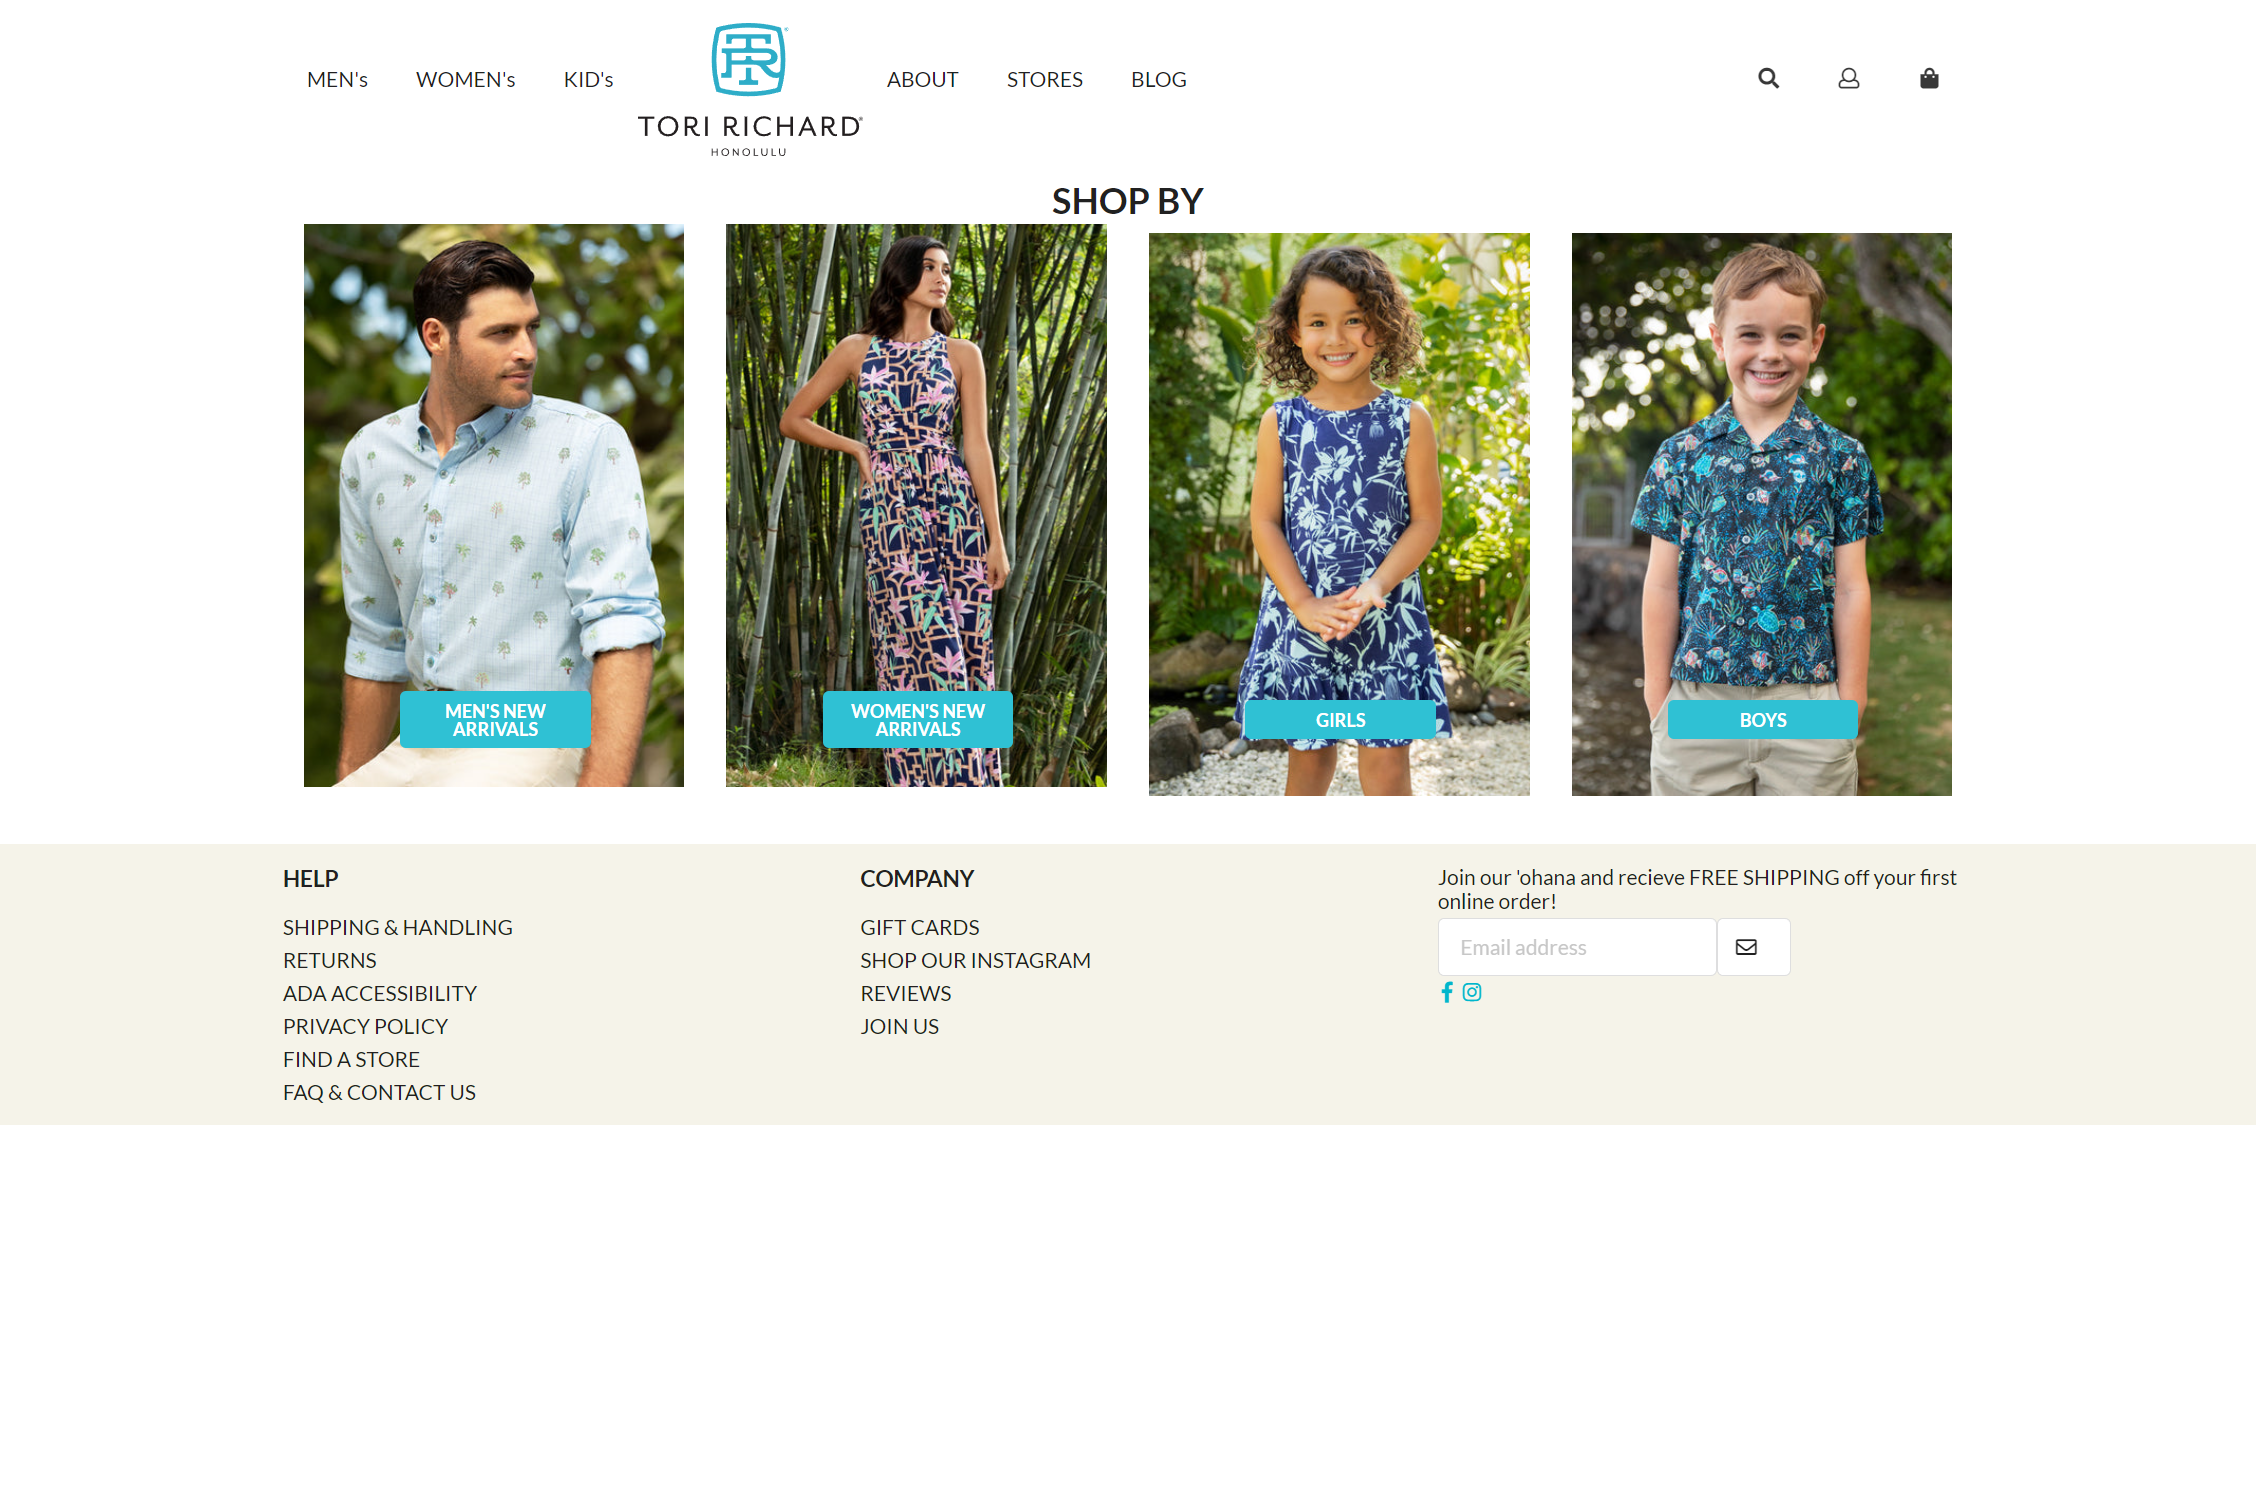 MEN's
WOMEN's
KID's
TR
TORI RICHARD®
HONOLULU
ABOUT
STORES
BLOG
SHOP BY
MEN'S NEW
ARRIVALS
WOMEN'S NEW
ARRIVALS
GIRLS
BOYS
HELP
SHIPPING & HANDLING
RETURNS
ADA ACCESSIBILITY
PRIVACY POLICY
FIND A STORE
FAQ & CONTACT US
COMPANY
GIFT CARDS
SHOP OUR INSTAGRAM
REVIEWS
JOIN US
Join our 'ohana and recieve FREE SHIPPING off your first
online order!
Email address